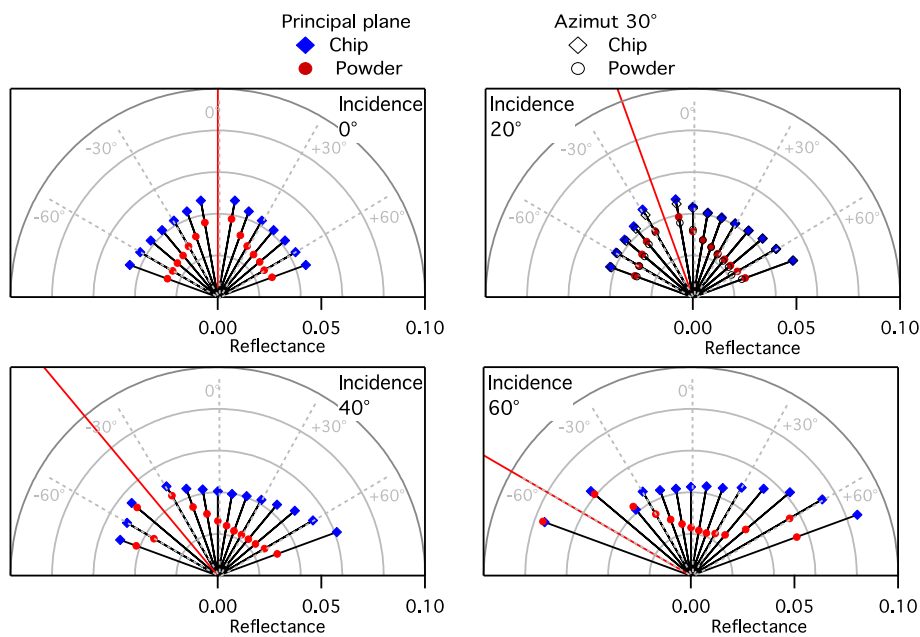 Principal plane
Chip
Powder
Azimut 30°
Chip
Powder
Incidence
0°
0°
-30°
+30°
-60°
+60°
0.00
0.05
0.10
Reflectance
Incidence
20°
0°
-30°
+30°
-60°
+60°
0.00
0.05
0.10
Reflectance
Incidence
40°
0°
-30°
+30°
-60°
+60°
0.00
0.05
0.10
Reflectance
Incidence
60°
0°
-30°
+30°
-60°
+60°
0.00
0.05
0.10
Reflectance